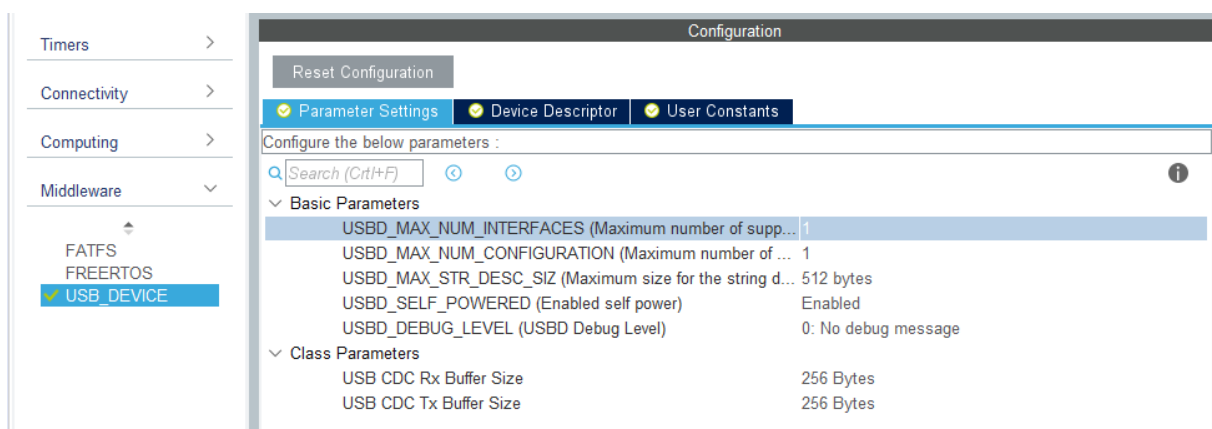 Timers
Connectivity
Computing
Middleware
FATFS
FREERTOS
USB_DEVICE
Configuration
Reset Configuration
Parameter Settings
Device Descriptor
User Constants
Configure the below parameters :
Search (Crtl+F)
Basic Parameters
USBD_MAX_NUM_INTERFACES (Maximum number of supp... 1
USBD_MAX_NUM_CONFIGURATION (Maximum number of ... 1
USBD_MAX_STR_DESC_SIZ (Maximum size for the string d... 512 bytes
USBD_SELF_POWERED (Enabled self power) Enabled
USBD_DEBUG_LEVEL (USBD Debug Level) 0: No debug message
Class Parameters
USB CDC Rx Buffer Size 256 Bytes
USB CDC Tx Buffer Size 256 Bytes